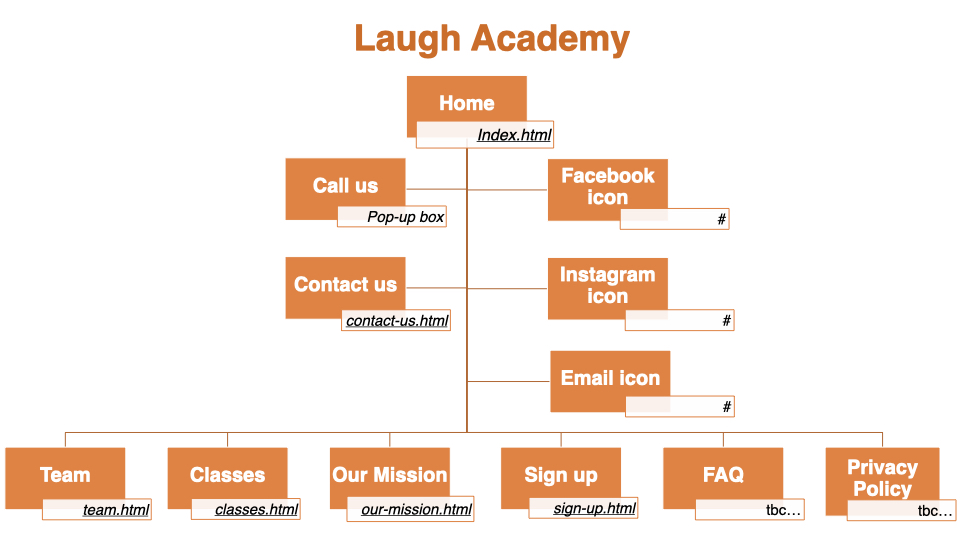 Laugh Academy
Home
Index.html
Call us
Pop-up box
Facebook
icon
#
Contact us
contact-us.html
Instagram
icon
#
Email icon
#
Team
team.html
Classes
classes.html
Our Mission
our-mission.html
Sign up
sign-up.html
FAQ
tbc...
Privacy
Policy
tbc...